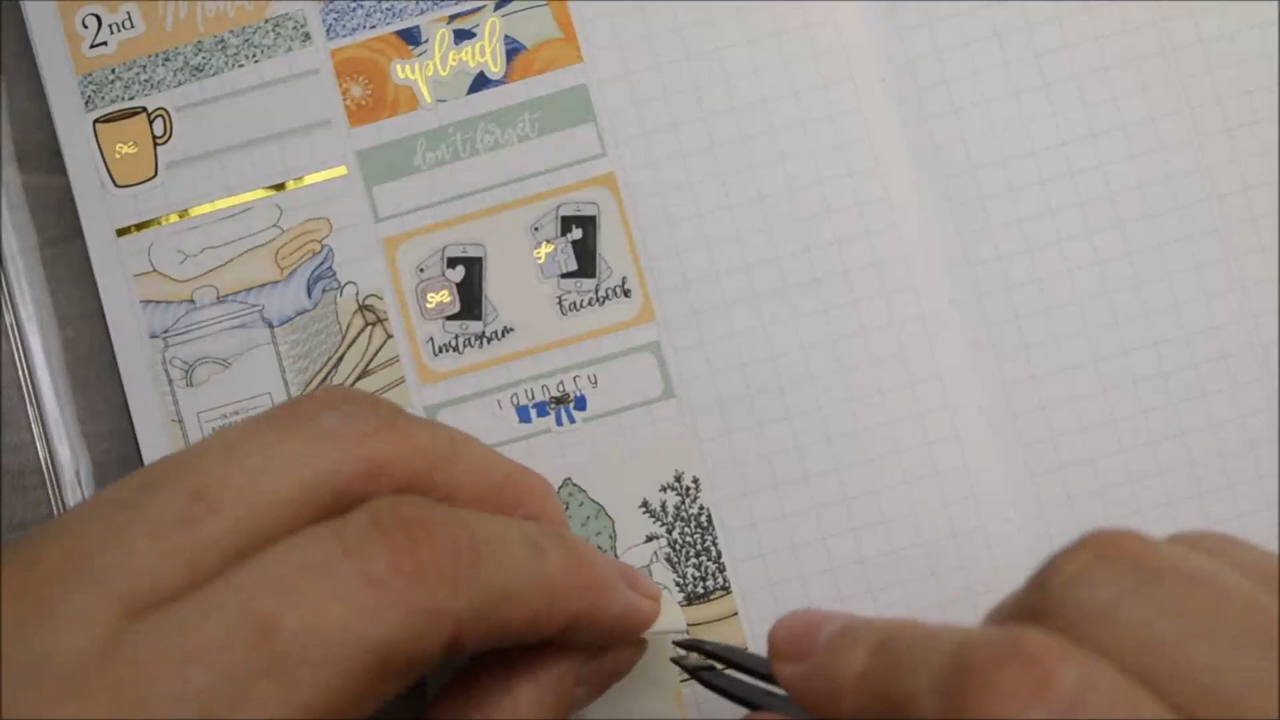 2nd
upload
don't forget
Instagram
Facebook
laundry